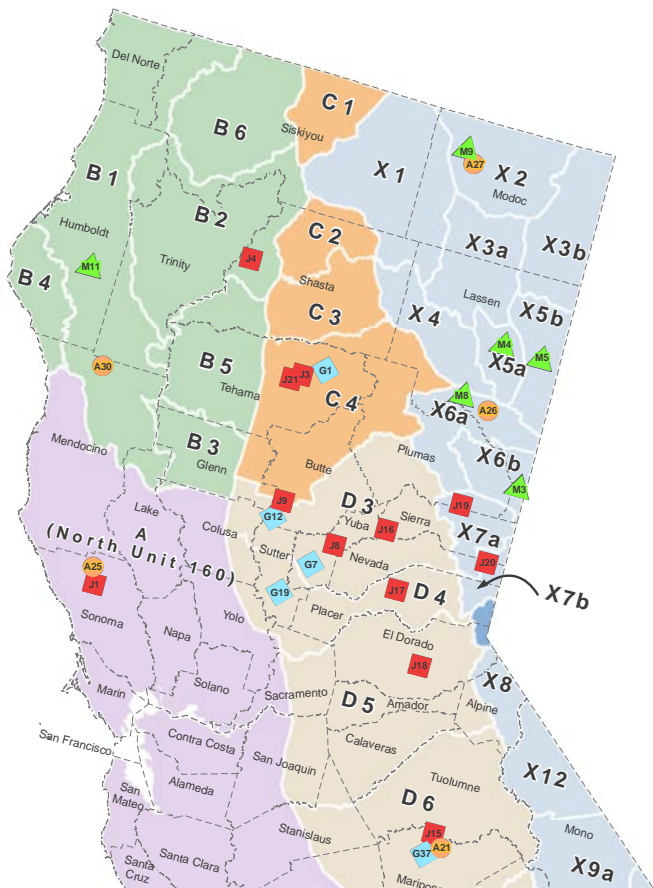 Del Norte
C 1
B 6
Siskiyou
M9
A27
X 1
X 2
Modoc
B 1
B 2
Humboldt
C 2
X3a
X3b
M11
Trinity
J4
B 4
Shasta
Lassen
C 3
X 4
X5b
M4
M5
X5a
A30
B 5
Tehama
J21
J3
G1
C 4
M8
X6a
A26
Mendocino
B 3
Glenn
Butte
Plumas
X6b
M3
Lake
J9
G12
D 3
J19
A
(North Unit 160)
Colusa
Sutter
Yuba
J16
Sierra
X7a
J8
Nevada
J20
A25
J1
G7
G19
J17
D 4
X7b
Sonoma
Napa
Yolo
Placer
El Dorado
J18
Marin
Solano
Sacramento
D 5
Amador
Alpine
X8
San Francisco
Contra Costa
San Joaquin
Calaveras
San
Mateo
Alameda
Tuolumne
X12
D 6
Stanislaus
J15
G37
A21
Mono
Santa
Cruz
Santa Clara
Maripos
X9a